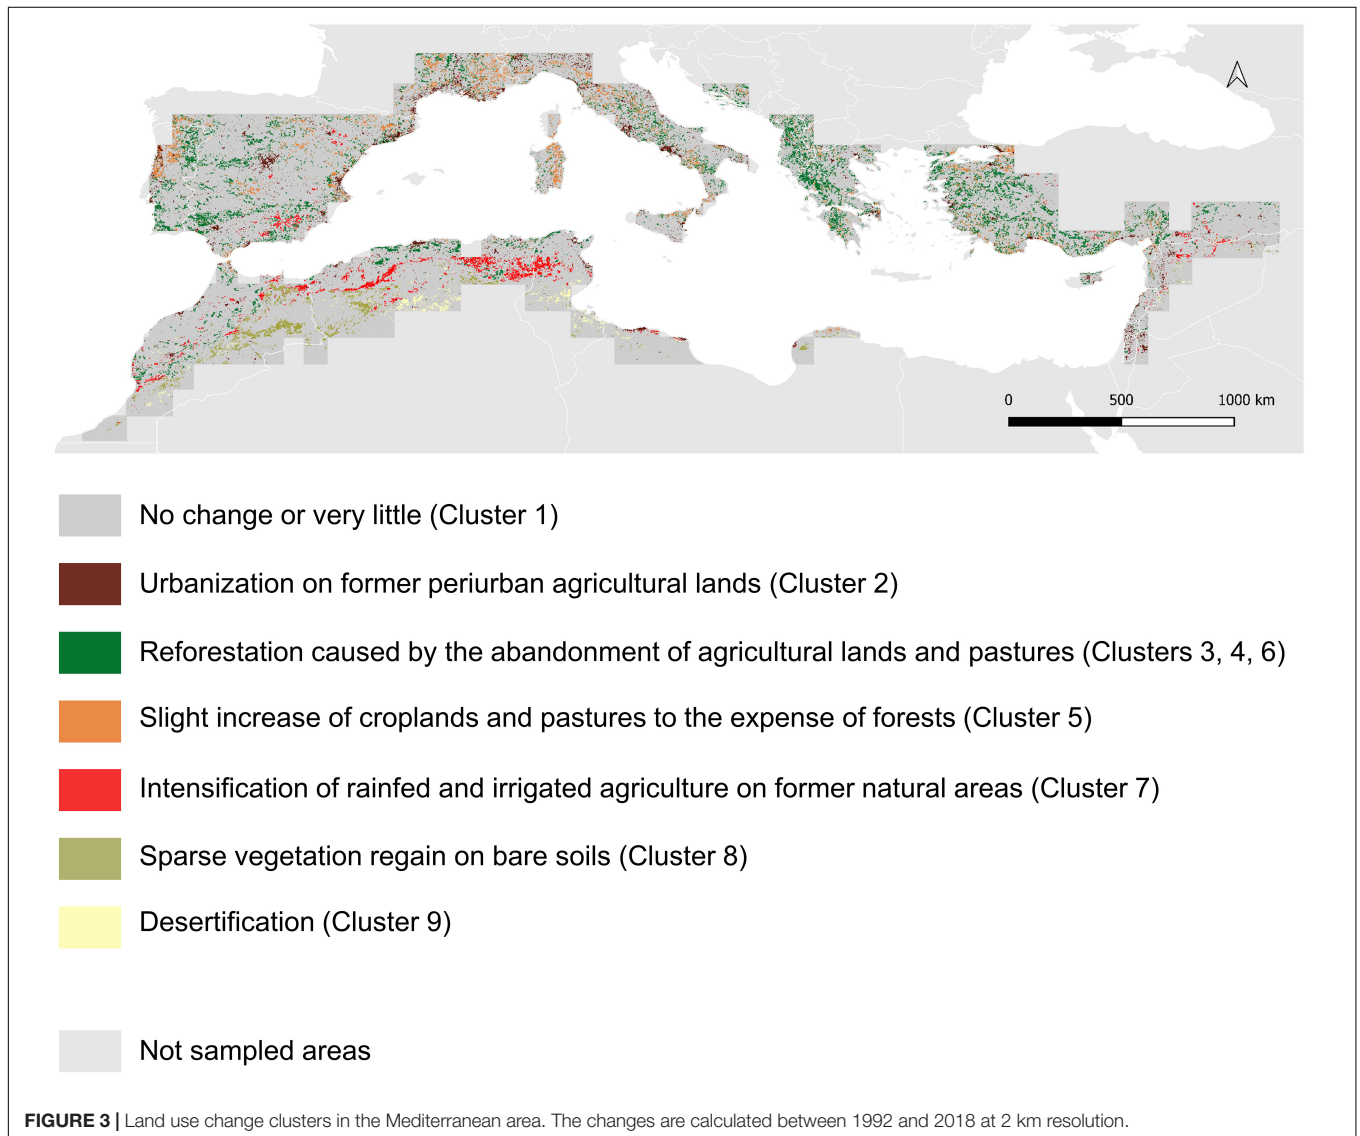 0 500 1000 km
No change or very little (Cluster 1)
Urbanization on former periurban agricultural lands (Cluster 2)
Reforestation caused by the abandonment of agricultural lands and pastures (Clusters 3, 4, 6)
Slight increase of croplands and pastures to the expense of forests (Cluster 5)
Intensification of rainfed and irrigated agriculture on former natural areas (Cluster 7)
Sparse vegetation regain on bare soils (Cluster 8)
Desertification (Cluster 9)
Not sampled areas
FIGURE 3 | Land use change clusters in the Mediterranean area. The changes are calculated between 1992 and 2018 at 2 km resolution.